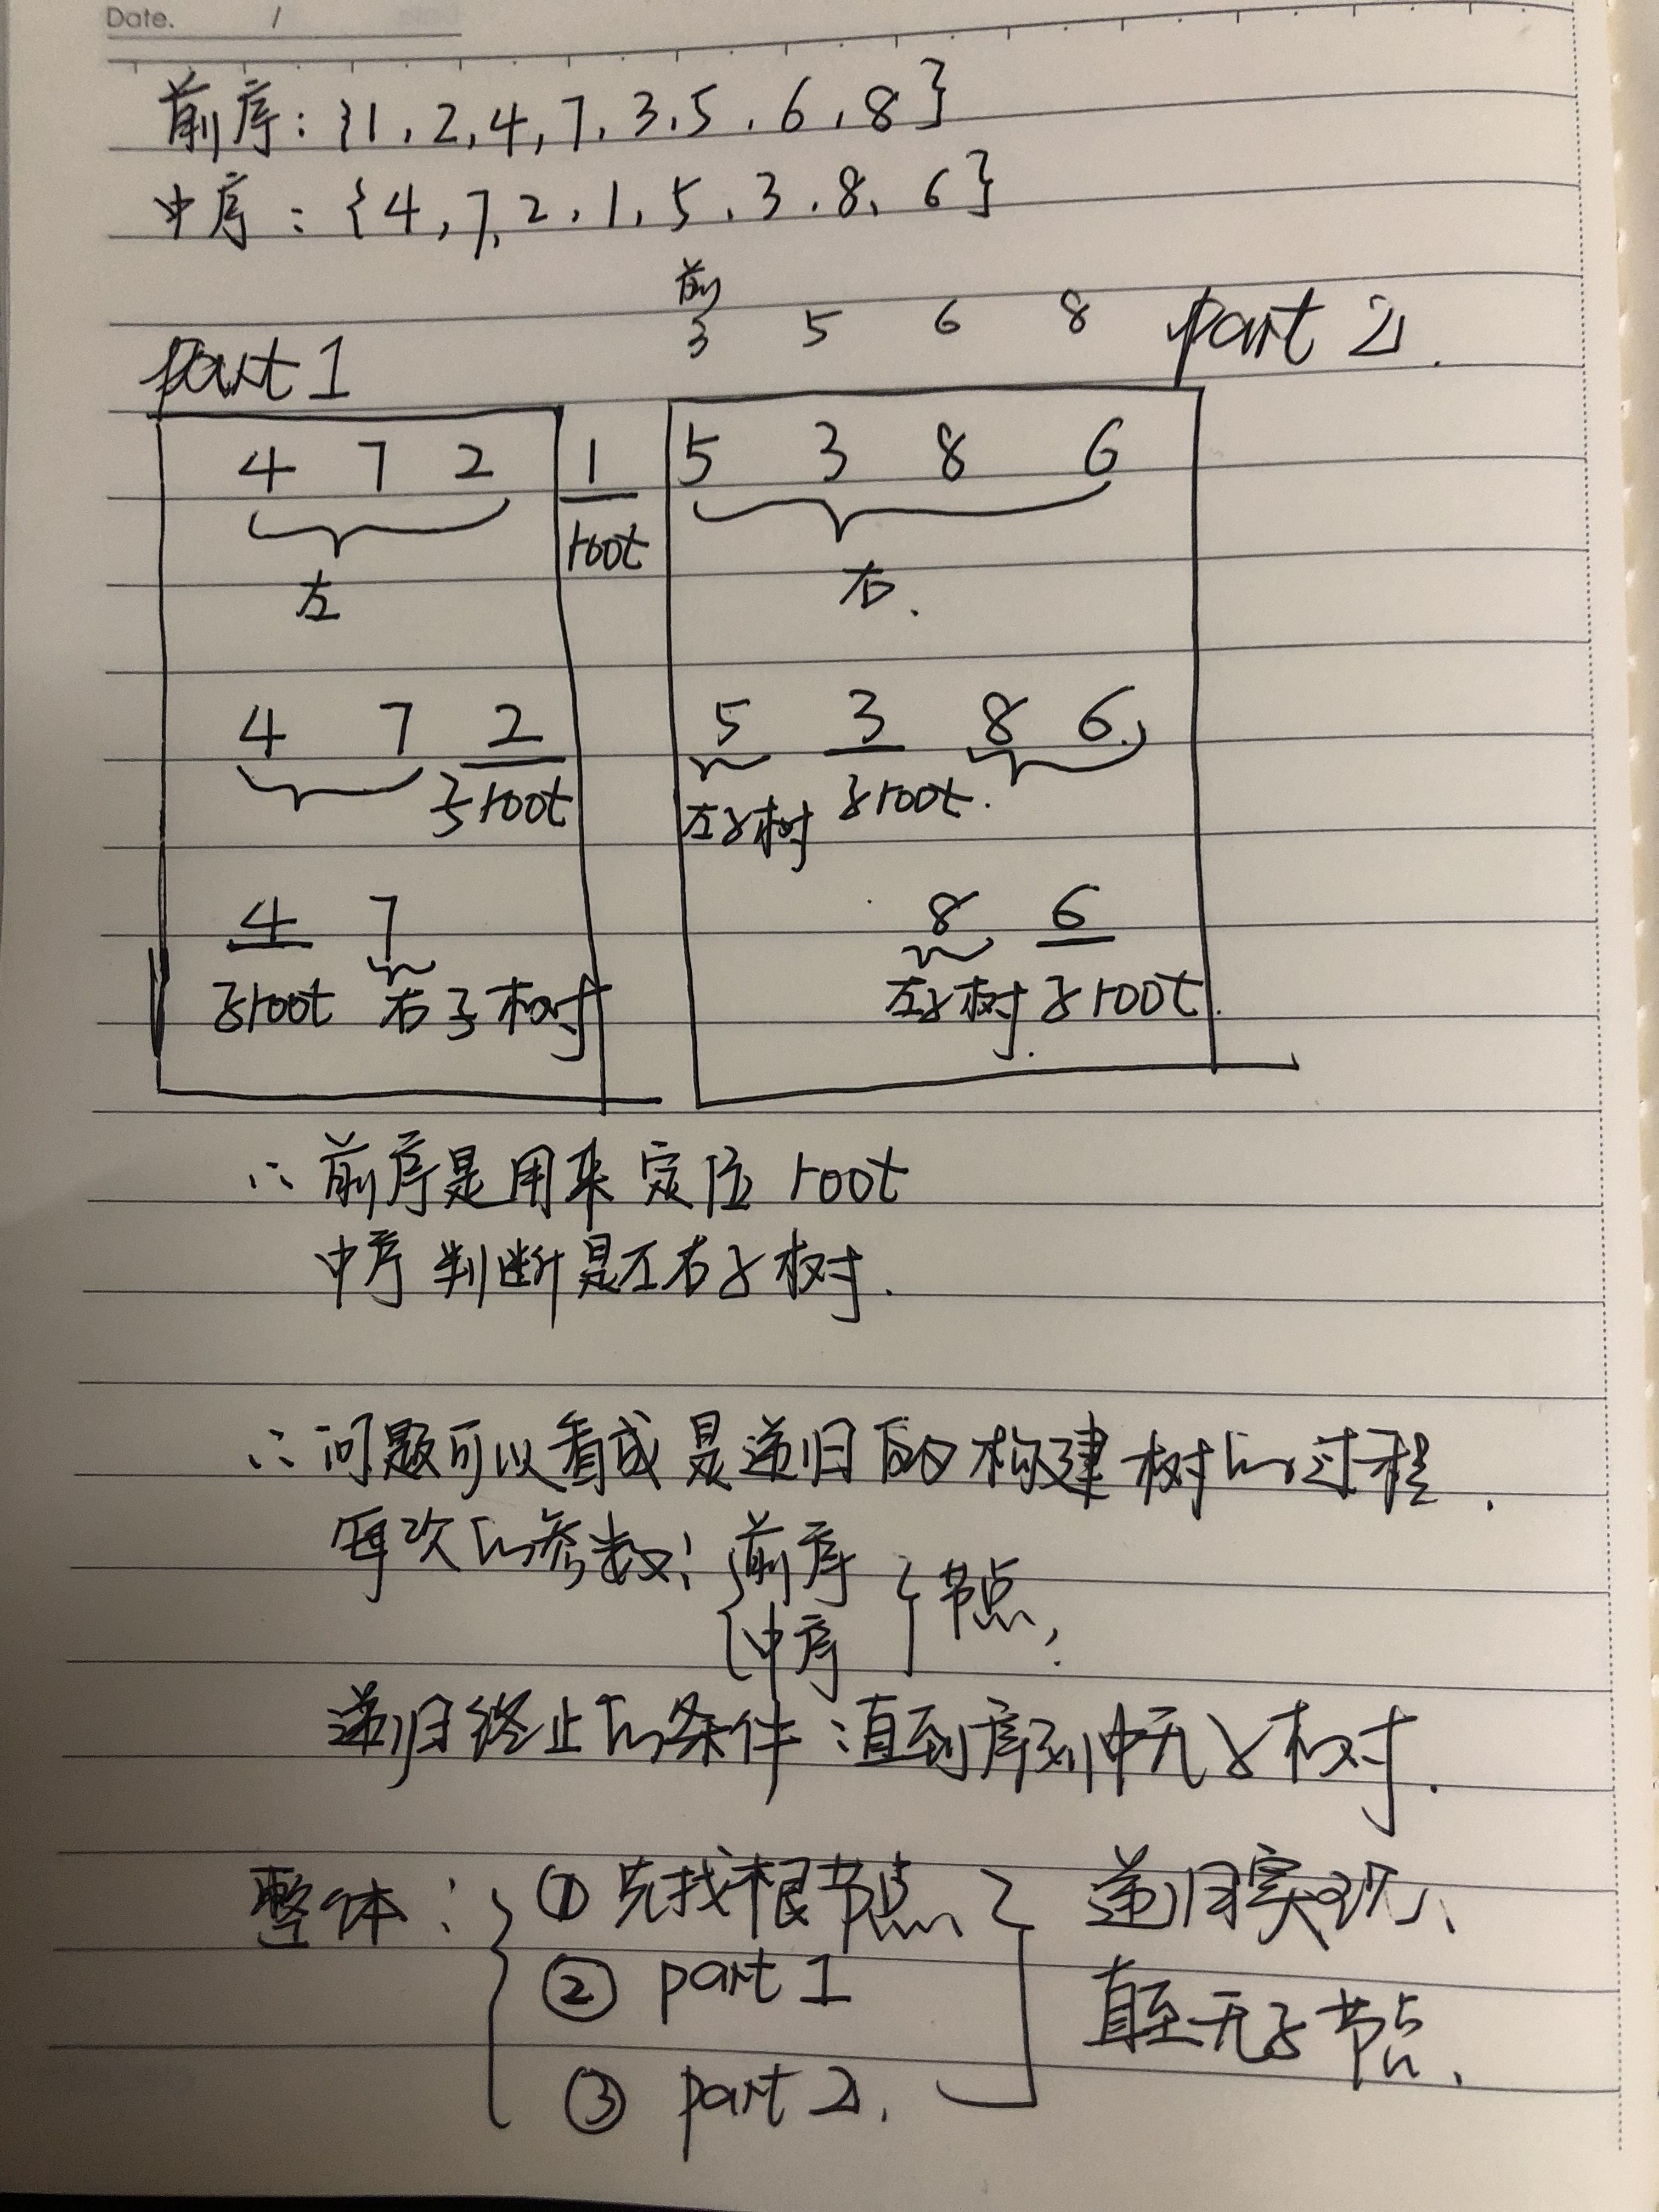 Date. /
前序:{1,2,4,7,3,5,6,8}
中序:{4,7,2,1,5,3,8,6}
前
3 5 6 8 part 2.
part 1
4 7 2 1 5 3 8 6
root
左 右.
4 7 2 5 3 8 6
子root 左子树 子root.
4 7 8 6
子root 右子树 左子树. 子root.
∴ 前序是用来定位 root
中序 判断是左右子树.
∴ 问题可以看成是递归的构建树的过程.
每次的参数: {前序
{中序 } 节点,
递归终止的条件:直到序列中无子树.
整体: { ① 先找根节点 递归实现、
② part 1 直至无子节点.
③ part 2.